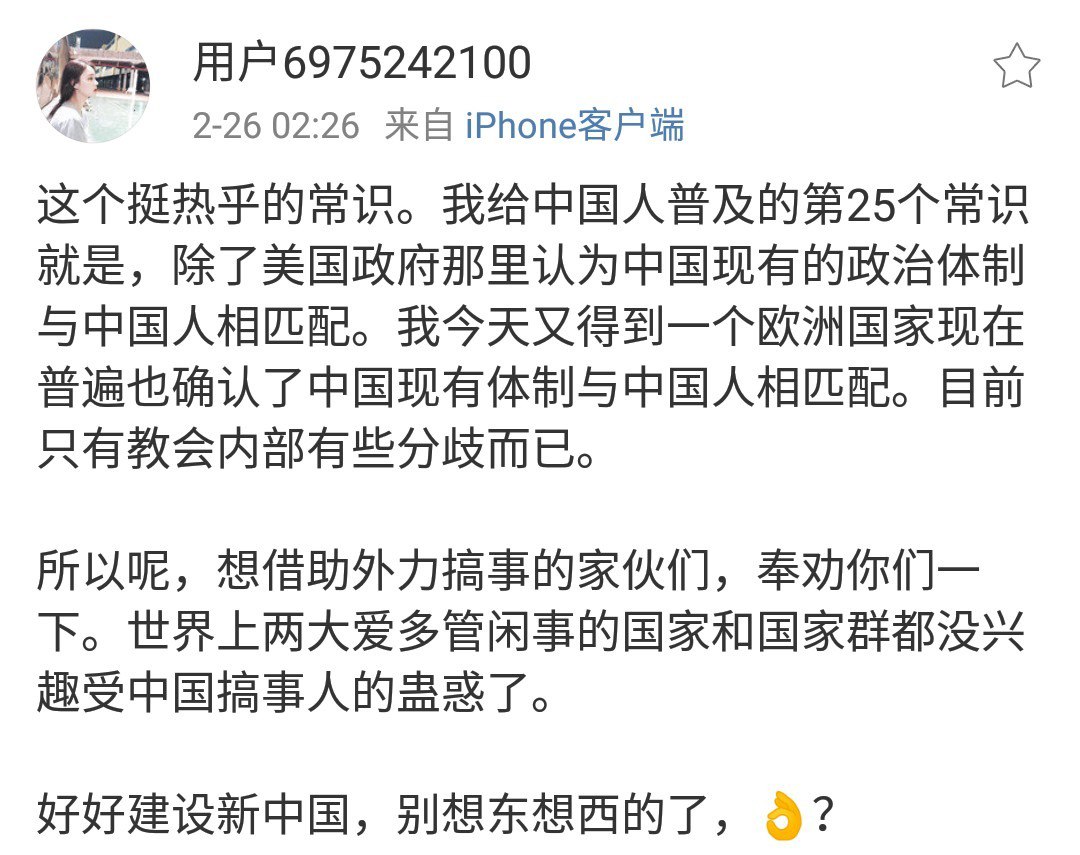 用户6975242100
2-26 02:26 来自 iPhone客户端
这个挺热乎的常识。我给中国人普及的第25个常识
就是，除了美国政府那里认为中国现有的政治体制
与中国人相匹配。我今天又得到一个欧洲国家现在
普遍也确认了中国现有体制与中国人相匹配。目前
只有教会内部有些分歧而已。
所以呢，想借助外力搞事的家伙们，奉劝你们一
下。世界上两大爱多管闲事的国家和国家群都没兴
趣受中国搞事人的蛊惑了。
好好建设新中国，别想东想西的了，👌？